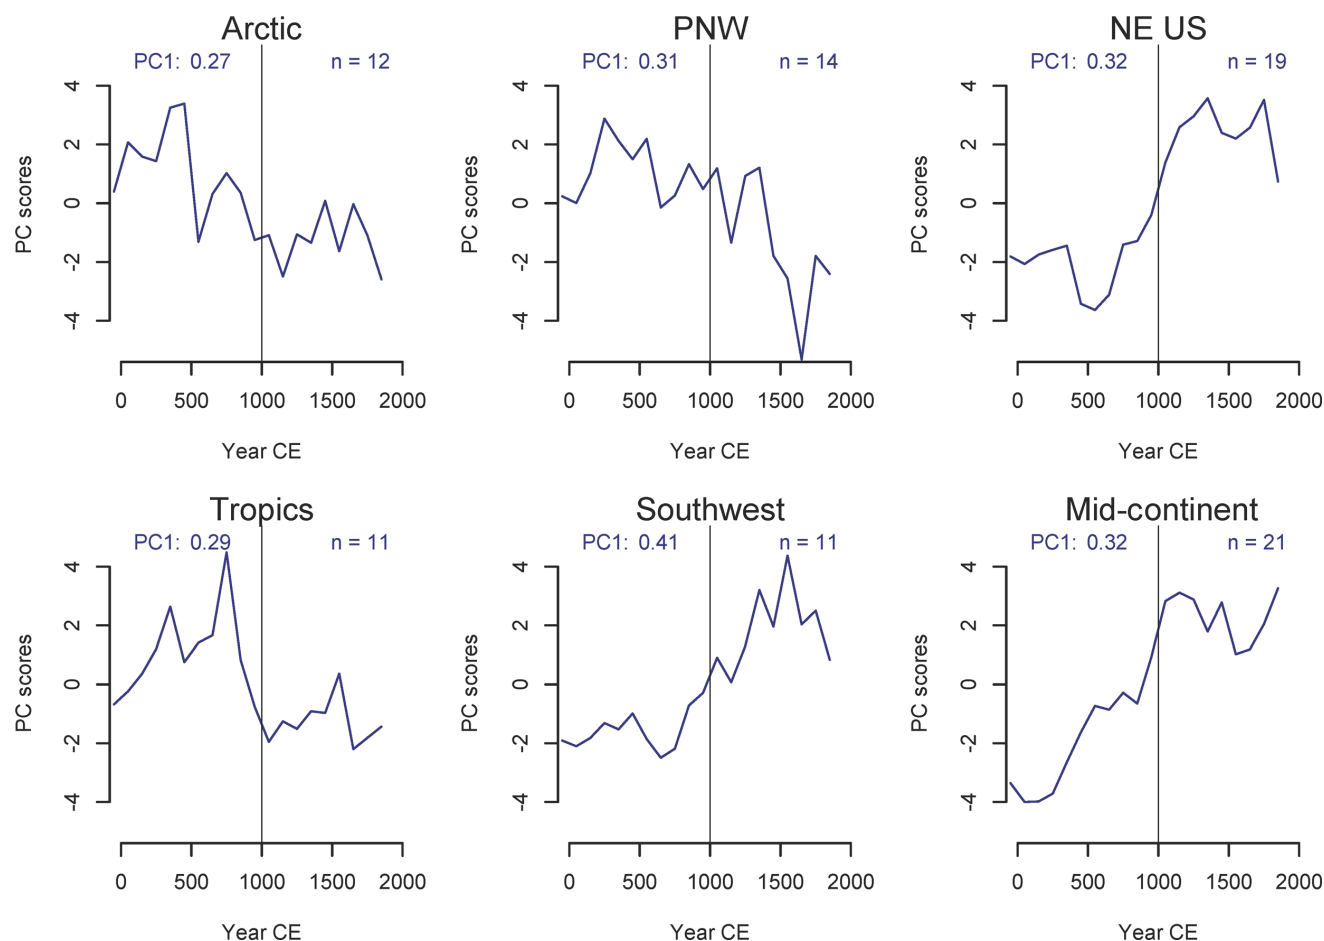 Arctic
PC1: 0.27 n = 12
PC scores
4
2
0
-2
-4
0 500 1000 1500 2000
Year CE
PNW
PC1: 0.31 n = 14
PC scores
4
2
0
-2
-4
0 500 1000 1500 2000
Year CE
NE US
PC1: 0.32 n = 19
PC scores
4
2
0
-2
-4
0 500 1000 1500 2000
Year CE
Tropics
PC1: 0.29 n = 11
PC scores
4
2
0
-2
-4
0 500 1000 1500 2000
Year CE
Southwest
PC1: 0.41 n = 11
PC scores
4
2
0
-2
-4
0 500 1000 1500 2000
Year CE
Mid-continent
PC1: 0.32 n = 21
PC scores
4
2
0
-2
-4
0 500 1000 1500 2000
Year CE